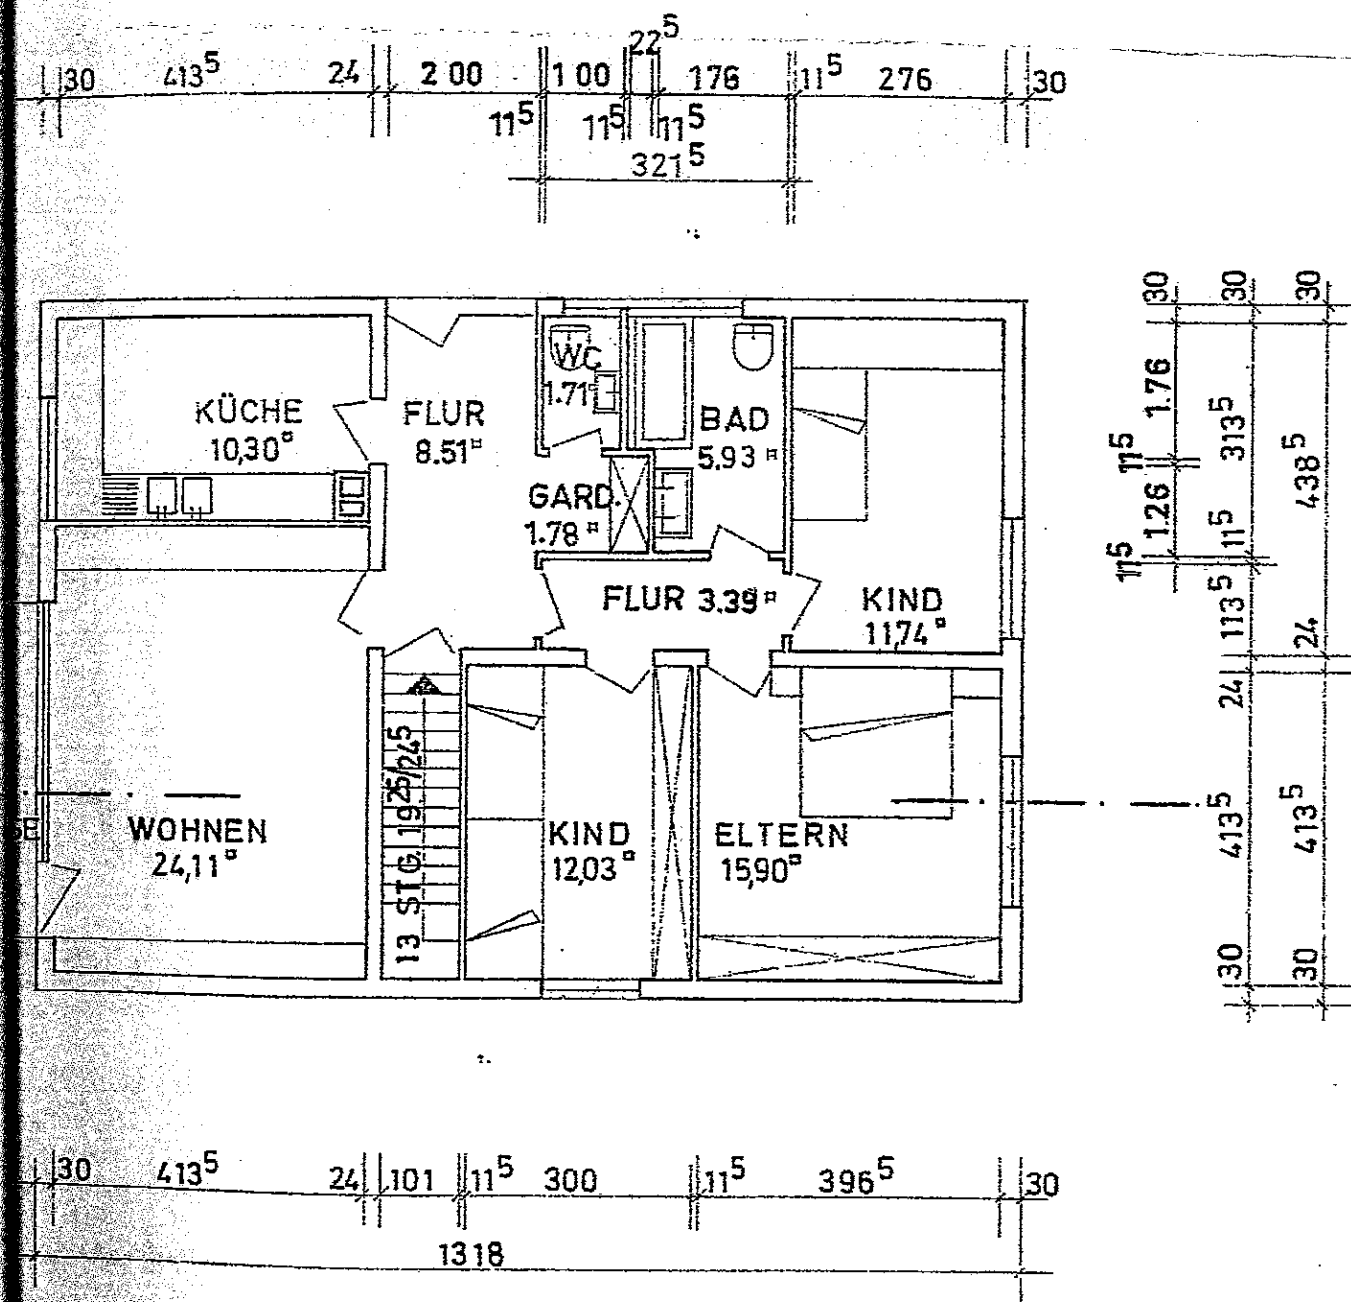 22⁵
30 413⁵ 24 2 00 1 00 176 11⁵ 276 30
11⁵ 11⁵ 11⁵
321⁵
30 30 30
1.76 313⁵ 438⁵
11⁵
1.26 11⁵
11⁵ 113⁵ 24
24
413⁵ 413⁵
30 30
KÜCHE
10,30¤
FLUR
8.51¤
WC
1.71¤
BAD
5.93¤
GARD.
1.78¤
FLUR 3.39¤
KIND
11,74¤
WOHNEN
24,11¤
13 STG. 19²⁵/24⁵
KIND
12,03¤
ELTERN
15,90¤
30 413⁵ 24 101 11⁵ 300 11⁵ 396⁵ 30
1318